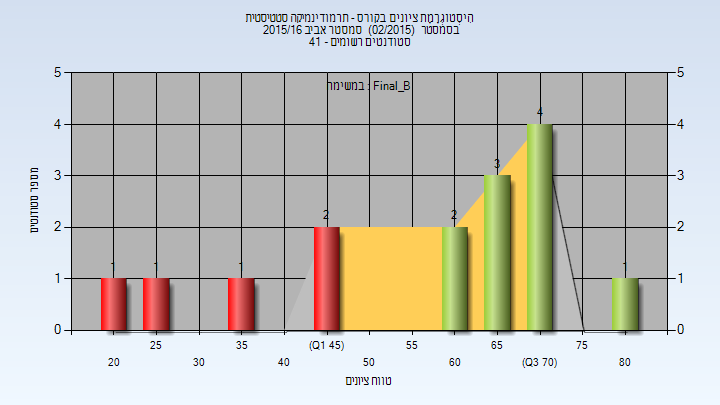 הִיסְטוֹגְרָמַת ציונים בקורס - תרמודינמיקה סטטיסטית
בסמסטר (02/2015) סמסטר אביב 2015/16
סטודנטים רשומים - 41
במשימה : Final_B
5 5
4 4
3 3
2 2
1 1
0 0
1 1 1 2 2 3 4 1
מספר סטודנטים
25 35 (Q1 45) 55 65 75
20 30 40 50 60 (Q3 70) 80
טווח ציונים